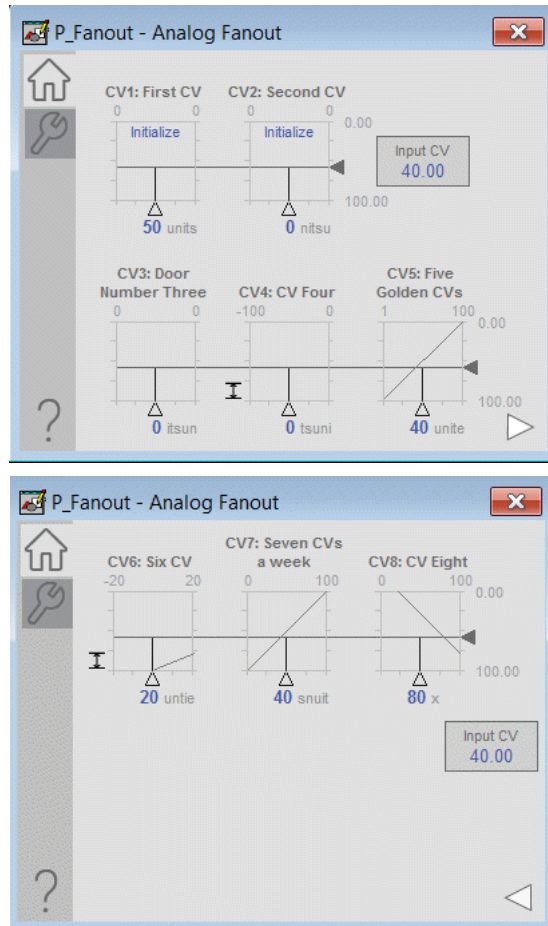 P_Fanout - Analog Fanout
CV1: First CV CV2: Second CV
0 0 0 0 0.00
Initialize Initialize
Input CV
40.00
100.00
50 units 0 nitsu
CV3: Door
Number Three CV4: CV Four CV5: Five
Golden CVs
0 0 -100 0 1 100 0.00
100.00
0 itsun 0 tsuni 40 unite
?
P_Fanout - Analog Fanout
CV6: Six CV CV7: Seven CVs
a week CV8: CV Eight
-20 20 0 100 0 100 0.00
100.00
20 untie 40 snuit 80 x
Input CV
40.00
?